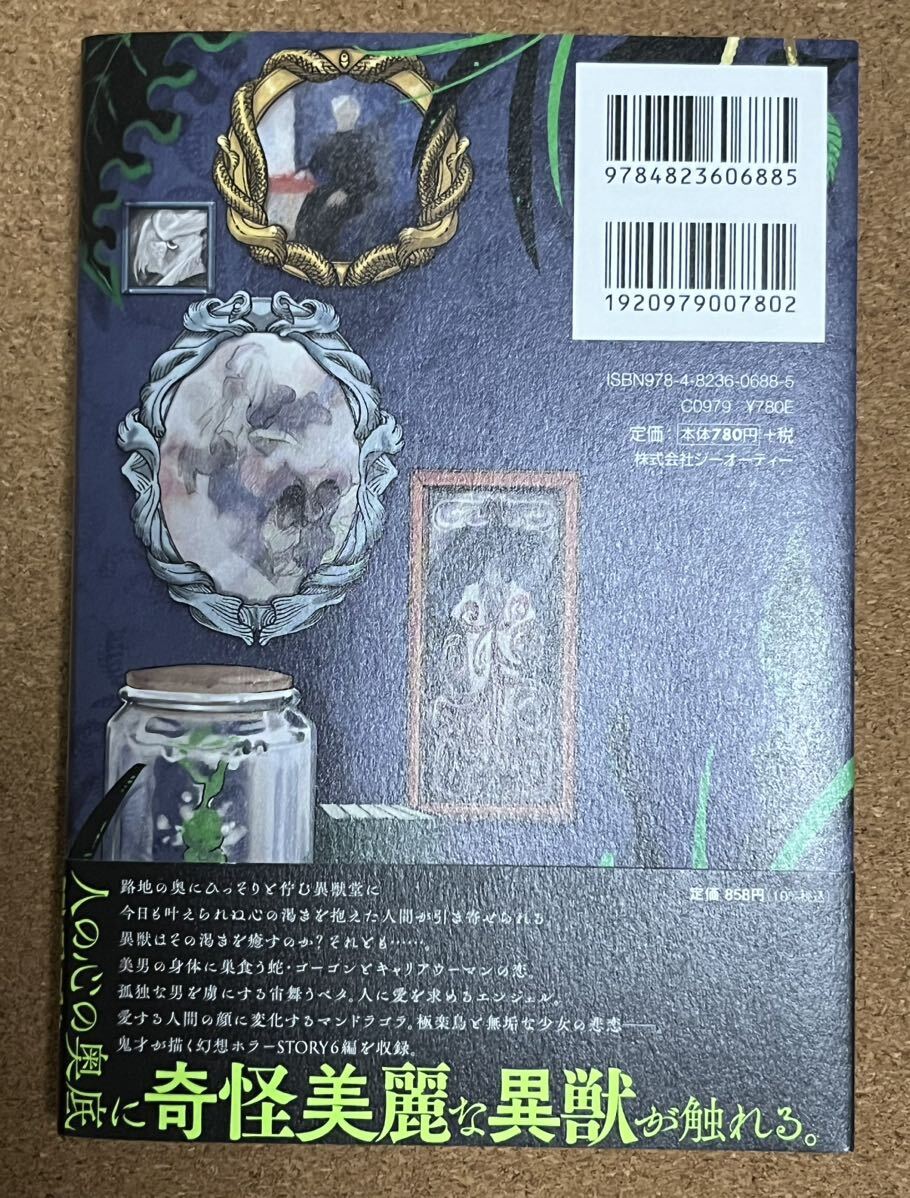 9784823606885
1920979007802
ISBN978-4-8236-0688-5
C0979 ¥780E
定価:本体780円+税
株式会社ジーオーティー
定価 858円(10%税込)
路地の奥にひっそりと佇む異獣堂に
今日も叶えられぬ心の渇きを抱えた人間が引き寄せられる。
異獣はその渇きを癒すのか?それとも……。
美男の身体に巣食う蛇・ゴーゴンとキャリアウーマンの恋。
孤独な男を虜にする宙舞うベタ。人に愛を求めるエンジェル。
愛する人間の顔に変化するマンドラゴラ。極楽鳥と無垢な少女の悲恋――。
鬼才が描く幻想ホラーSTORY6編を収録。
人の心の奥底に奇怪美麗な異獣が触れる。